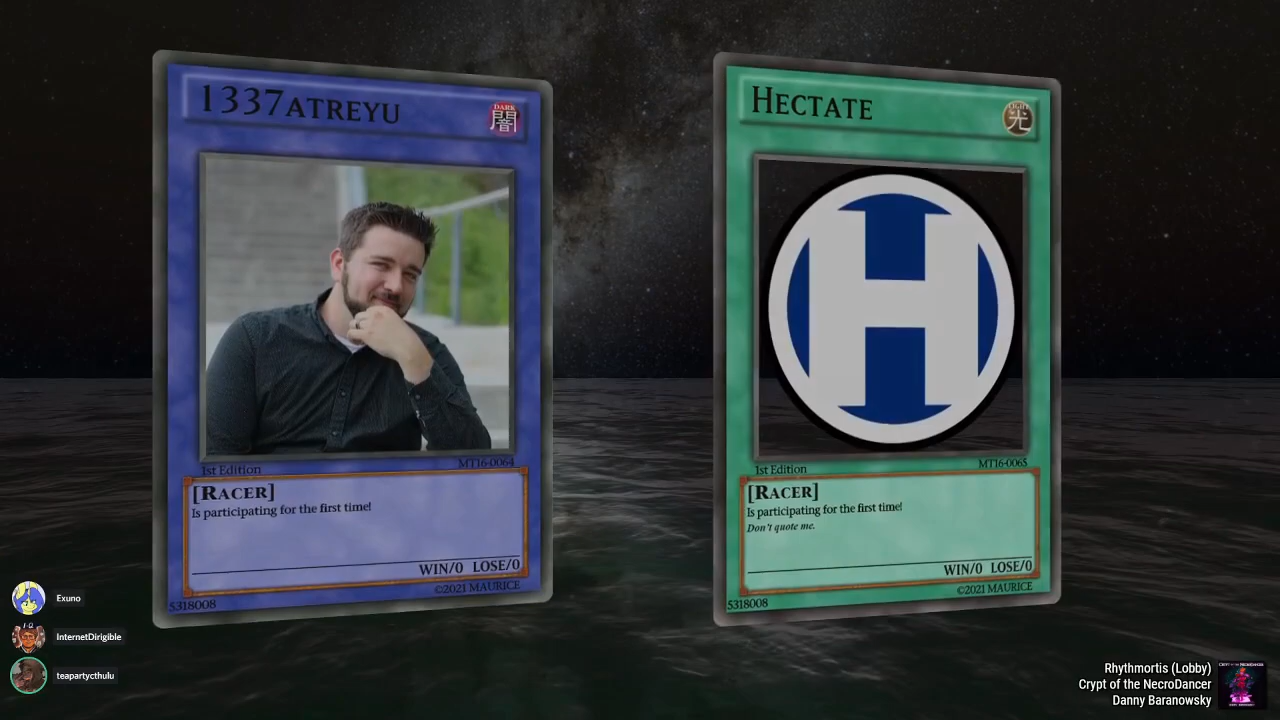 1337ATREYU
DARK
闇
1st Edition
MT16-0064
[RACER]
Is participating for the first time!
WIN/0 LOSE/0
©2021 MAURICE
5318008
HECTATE
LIGHT
光
H
1st Edition
MT16-0065
[RACER]
Is participating for the first time!
Don't quote me.
WIN/0 LOSE/0
©2021 MAURICE
5318008
Exuno
InternetDirigible
teapartycthulu
Rhythmortis (Lobby)
Crypt of the NecroDancer
Danny Baranowsky